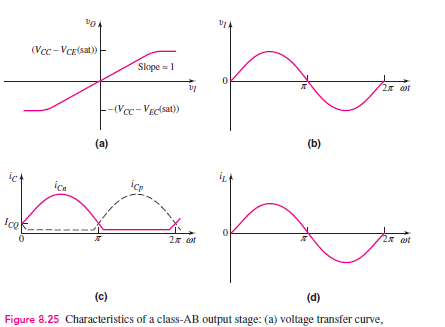 vO
(VCC – VCE(sat))
Slope ≈ 1
vI
–(VCC – VEC(sat))
(a)
vI
0
π
2π ωt
(b)
iC
iCn
iCp
ICQ
0
π
2π ωt
(c)
iL
0
π
2π ωt
(d)
Figure 8.25 Characteristics of a class-AB output stage: (a) voltage transfer curve,